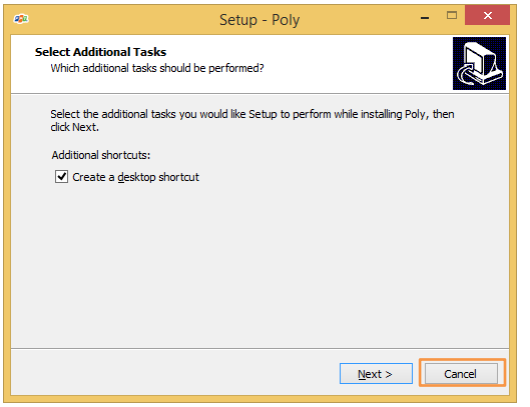 Setup - Poly
Select Additional Tasks
Which additional tasks should be performed?
Select the additional tasks you would like Setup to perform while installing Poly, then
click Next.
Additional shortcuts:
Create a desktop shortcut
Next >
Cancel